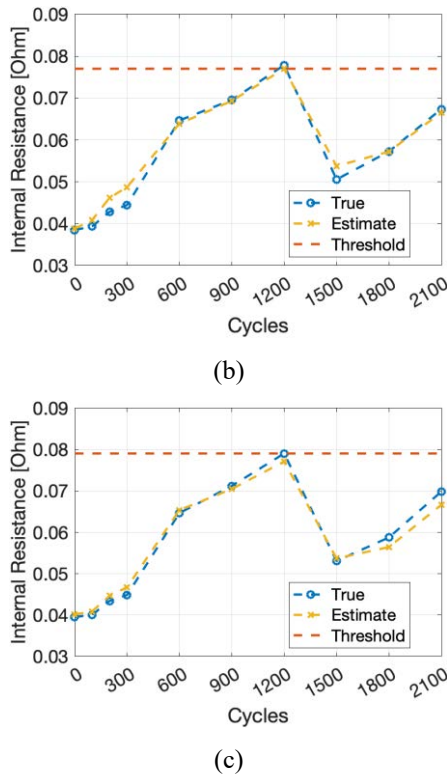 0.09
0.08
0.07
0.06
0.05
0.04
0.03
Internal Resistance [Ohm]
True
Estimate
Threshold
0
300
600
900
1200
1500
1800
2100
Cycles
(b)
0.09
0.08
0.07
0.06
0.05
0.04
0.03
Internal Resistance [Ohm]
True
Estimate
Threshold
0
300
600
900
1200
1500
1800
2100
Cycles
(c)